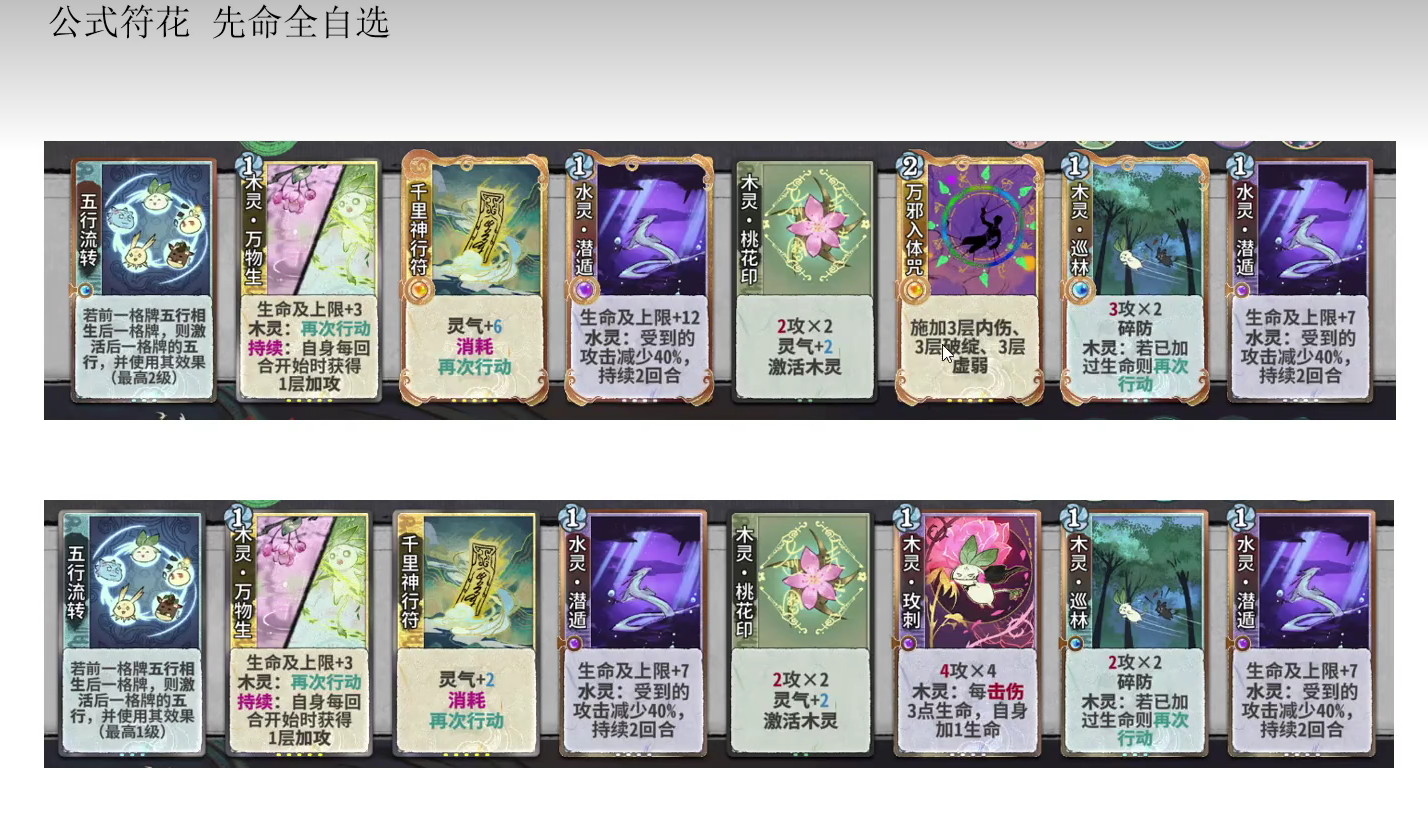 公式符花 先命全自选
五行流转
若前一格牌五行相
生后一格牌，则激
活后一格牌的五
行，并使用其效果
（最高2级）
1
木灵·万物生
生命及上限+3
木灵：再次行动
持续：自身每回
合开始时获得
1层加攻
千里神行符
灵气+6
消耗
再次行动
1
水灵·潜遁
生命及上限+12
水灵：受到的
攻击减少40%，
持续2回合
木灵·桃花印
2攻×2
灵气+2
激活木灵
2
万邪入体咒
施加3层内伤、
3层破绽、3层
虚弱
1
木灵·巡林
3攻×2
碎防
木灵：若已加
过生命则再次
行动
1
水灵·潜遁
生命及上限+7
水灵：受到的
攻击减少40%，
持续2回合
五行流转
若前一格牌五行相
生后一格牌，则激
活后一格牌的五
行，并使用其效果
（最高1级）
1
木灵·万物生
生命及上限+3
木灵：再次行动
持续：自身每回
合开始时获得
1层加攻
千里神行符
灵气+2
消耗
再次行动
1
水灵·潜遁
生命及上限+7
水灵：受到的
攻击减少40%，
持续2回合
木灵·桃花印
2攻×2
灵气+2
激活木灵
1
木灵·玫刺
4攻×4
木灵：每击伤
3点生命，自身
加1生命
1
木灵·巡林
2攻×2
碎防
木灵：若已加
过生命则再次
行动
1
水灵·潜遁
生命及上限+7
水灵：受到的
攻击减少40%，
持续2回合